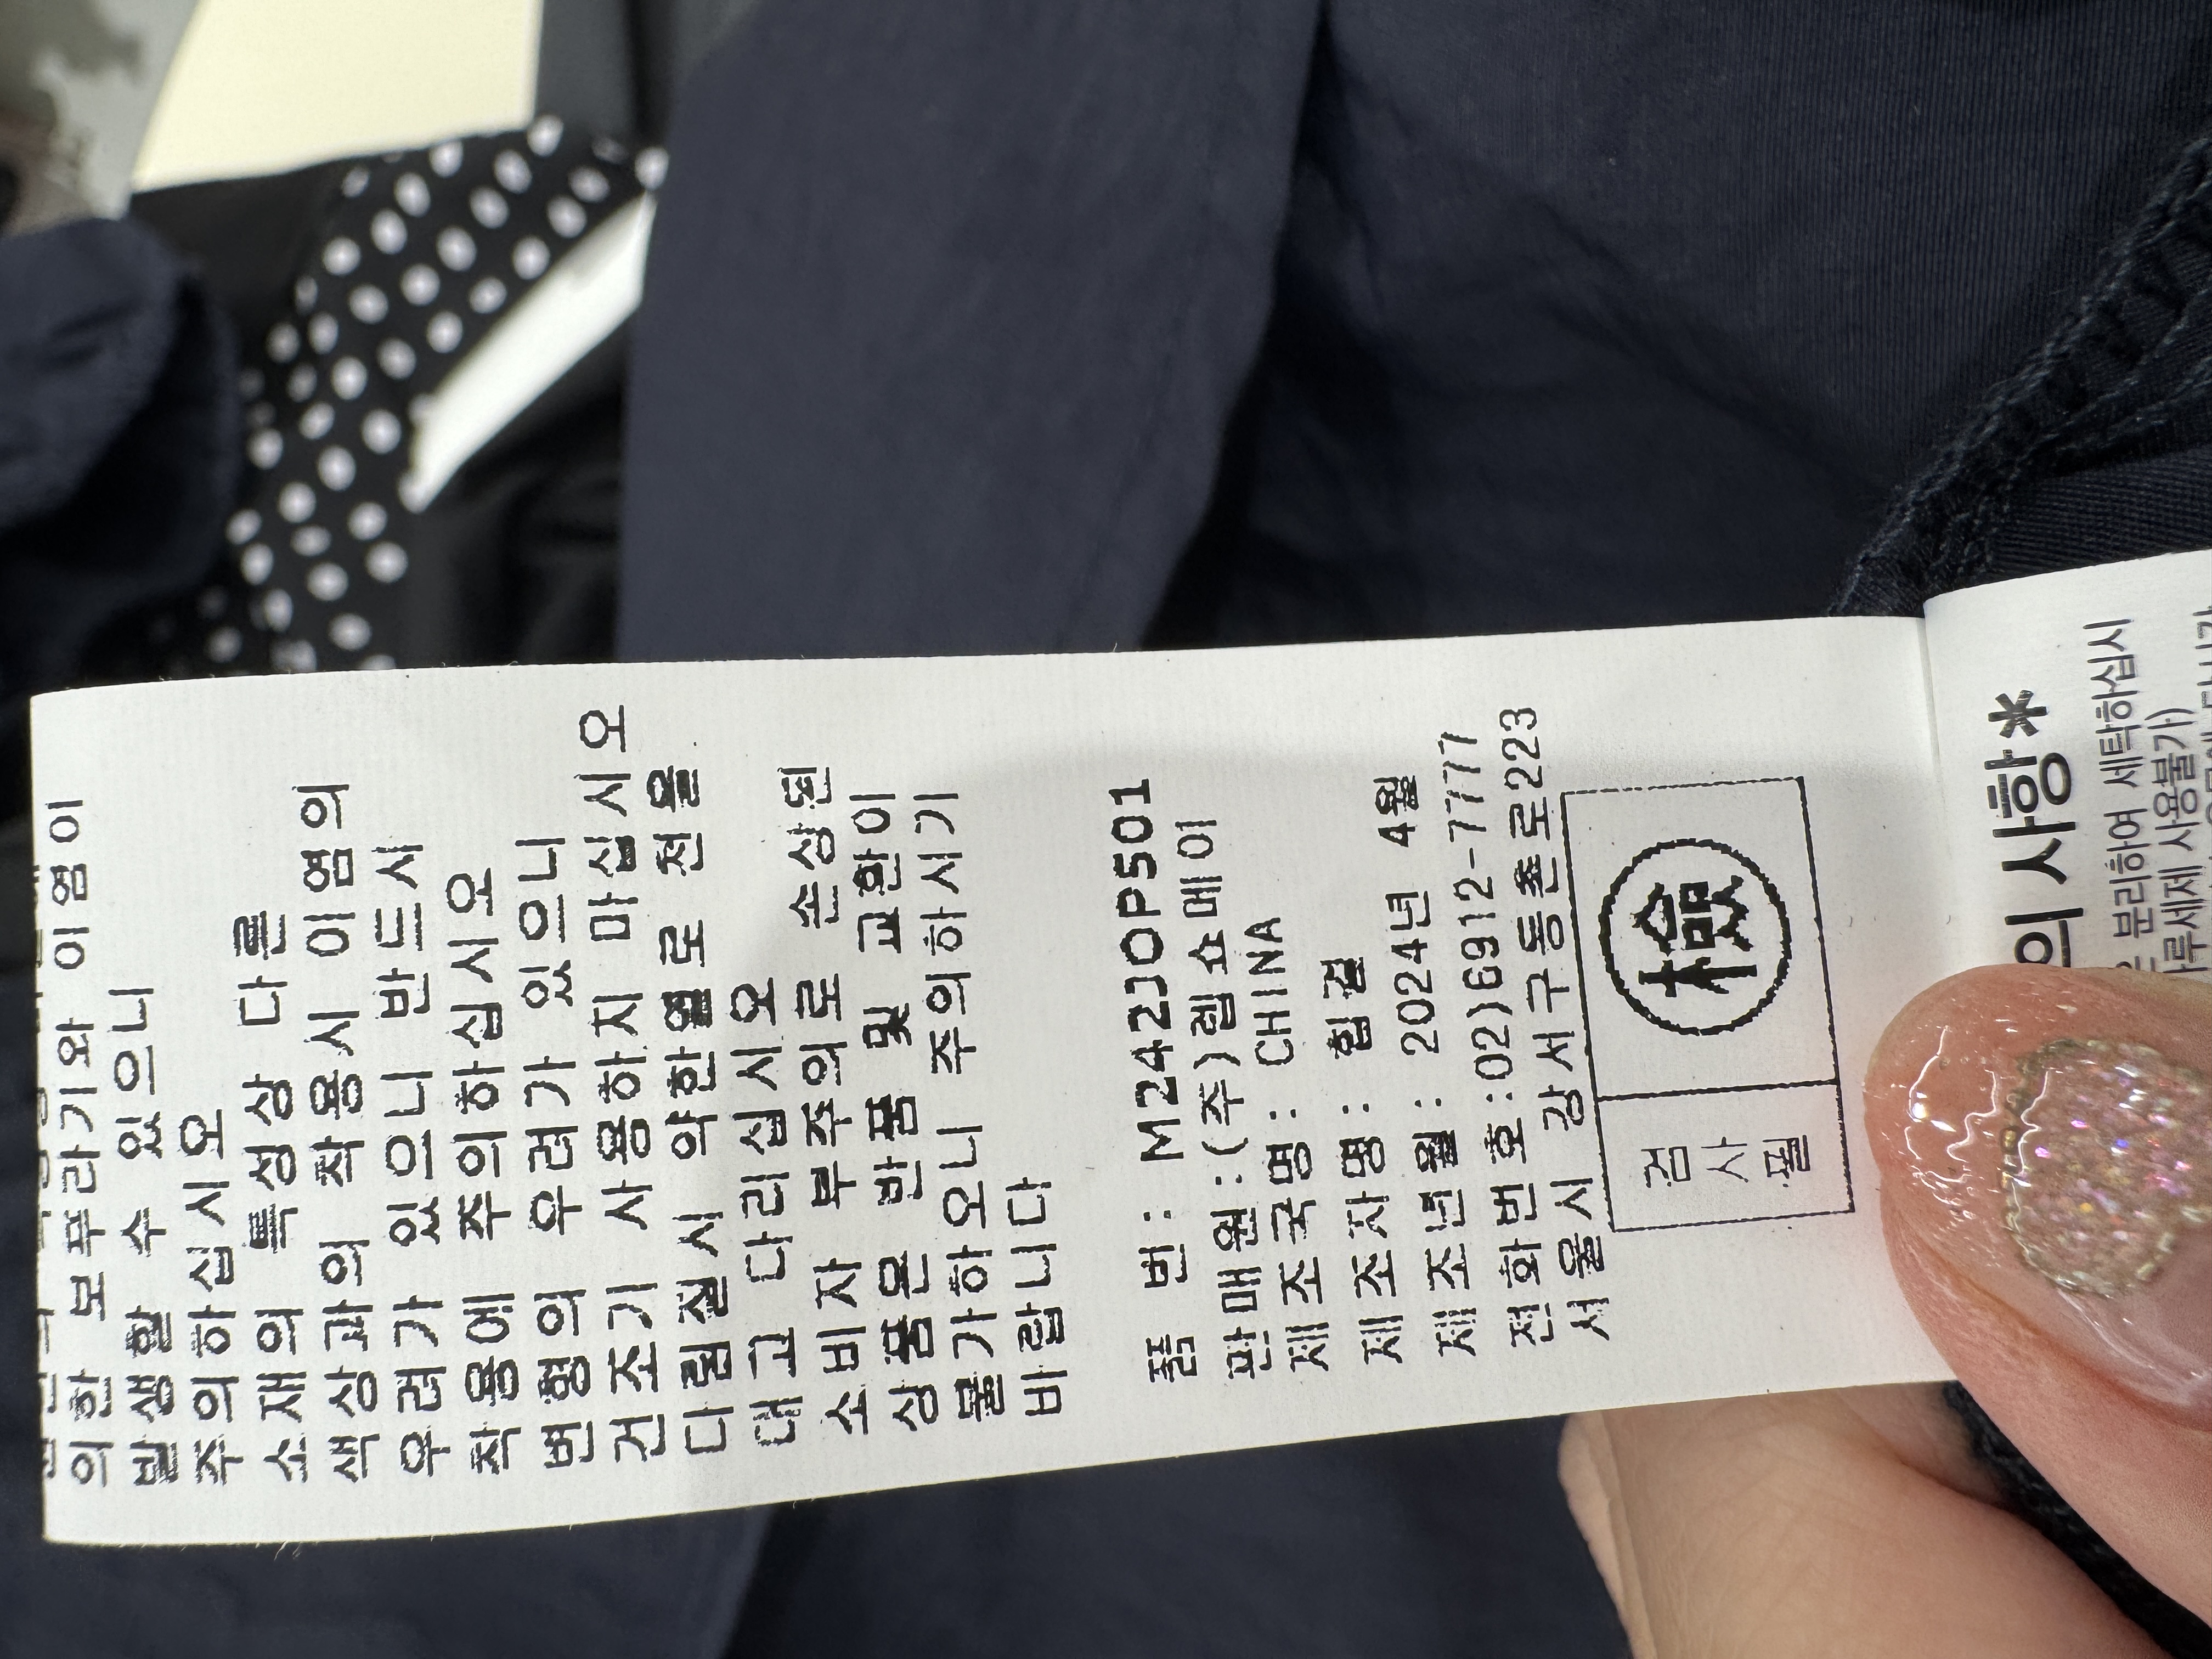 의한 보푸라기와 이염이
발생할 수 있으니
주의하십시오
소재의 특성상 다른
색상과의 착용시 이염의
우려가 있으니 반드시
착용에 주의하십시오
변형의 우려가 있으니
건조기 사용하지 마십시오
다림질시 약한열로 천을
대고 다리십시오
소비자 부주의로 손상된
상품은 반품 및 교환이
불가하오니 주의하시기
바랍니다
품 번: M242JOP501
판매원:(주)렙쇼메이
제조국명: CHINA
제조자명: 힙걸
제조년월: 2024년 4월
전화번호:02)6912-7777
서울시 강서구등촌로223
검사필
檢
의 사항*
분리하여 세탁하십시
사용불가)